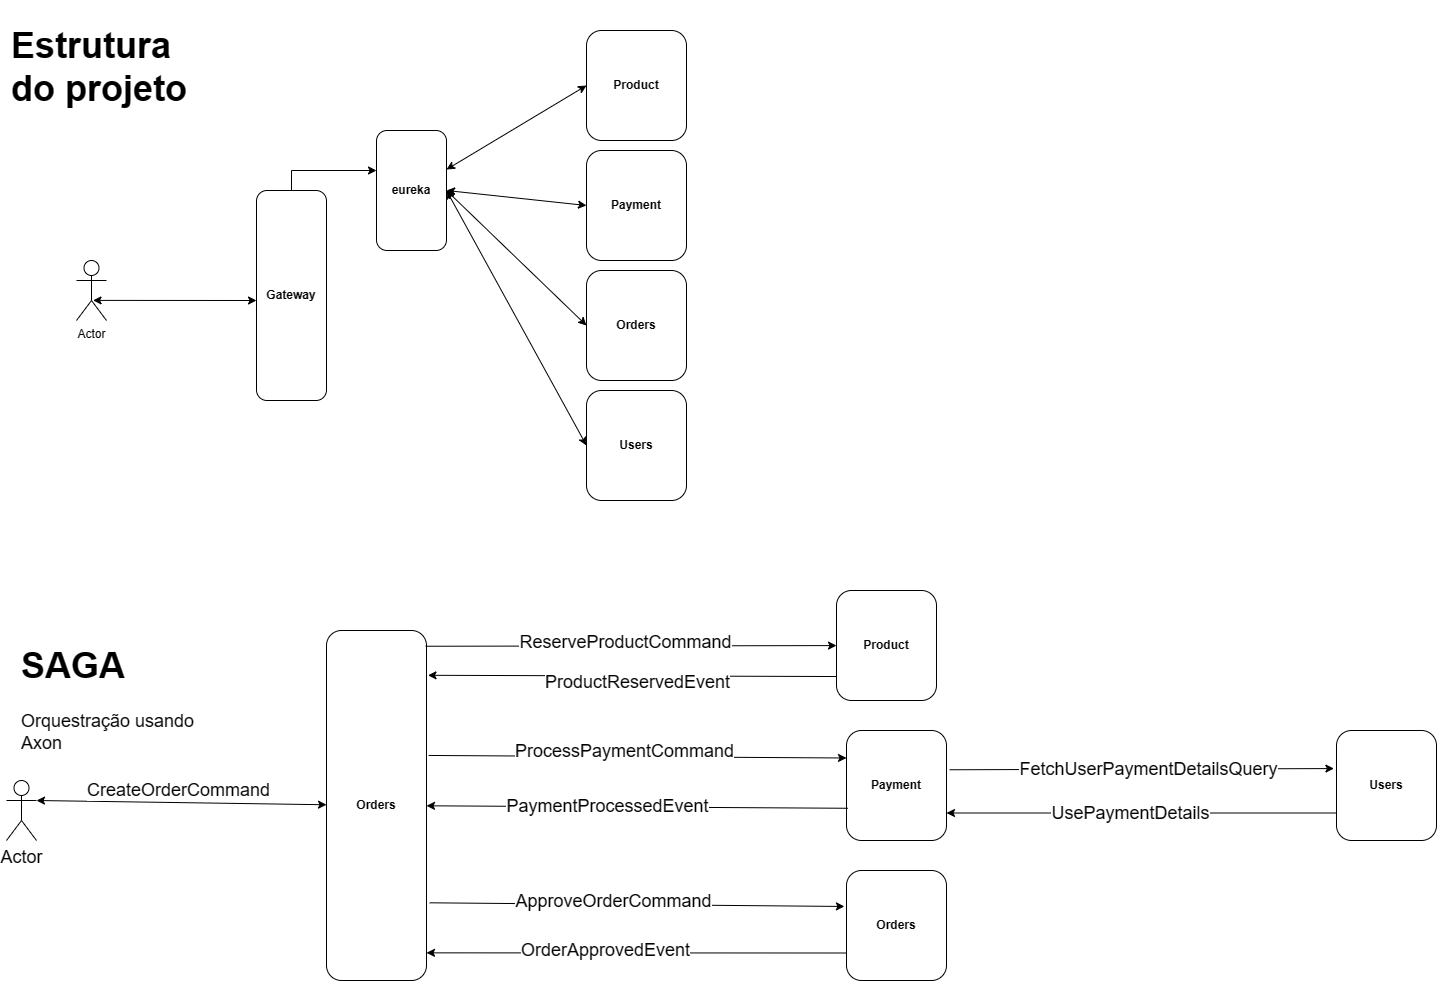 Estrutura
do projeto
Product
eureka
Payment
Gateway
Orders
Actor
Users
SAGA
Orquestração usando
Axon
CreateOrderCommand
Actor
Orders
ReserveProductCommand
ProductReservedEvent
Product
ProcessPaymentCommand
PaymentProcessedEvent
Payment
FetchUserPaymentDetailsQuery
UsePaymentDetails
Users
ApproveOrderCommand
OrderApprovedEvent
Orders